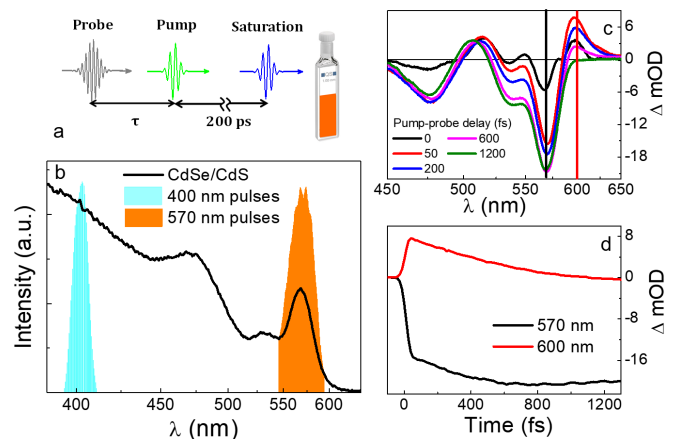 Probe Pump Saturation
τ 200 ps
a
b
CdSe/CdS
400 nm pulses
570 nm pulses
Intensity (a.u.)
400 450 500 550 600
λ (nm)
c
8
0
-6
-12
-18
Δ mOD
Pump-probe delay (fs)
0 600
50 1200
200
450 500 550 600 650
λ (nm)
d
8
0
-8
-16
Δ mOD
570 nm
600 nm
0 400 800 1200
Time (fs)